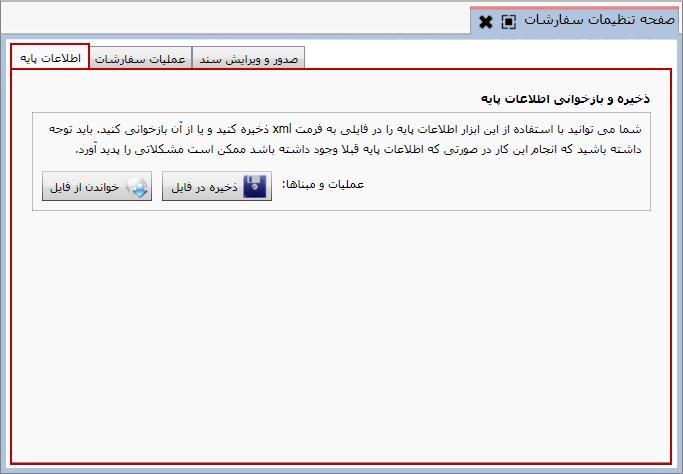 صفحه تنظیمات سفارشات
صدور و ویرایش سند
عملیات سفارشات
اطلاعات پایه
ذخیره و بازخوانی اطلاعات پایه
شما می توانید با استفاده از این ابزار اطلاعات پایه را در فایلی به فرمت xml ذخیره کنید و یا از آن بازخوانی کنید. باید توجه
داشته باشید که انجام این کار در صورتی که اطلاعات پایه قبلا وجود داشته باشد ممکن است مشکلاتی را پدید آورد.
عملیات و مبناها:
ذخیره در فایل
خواندن از فایل